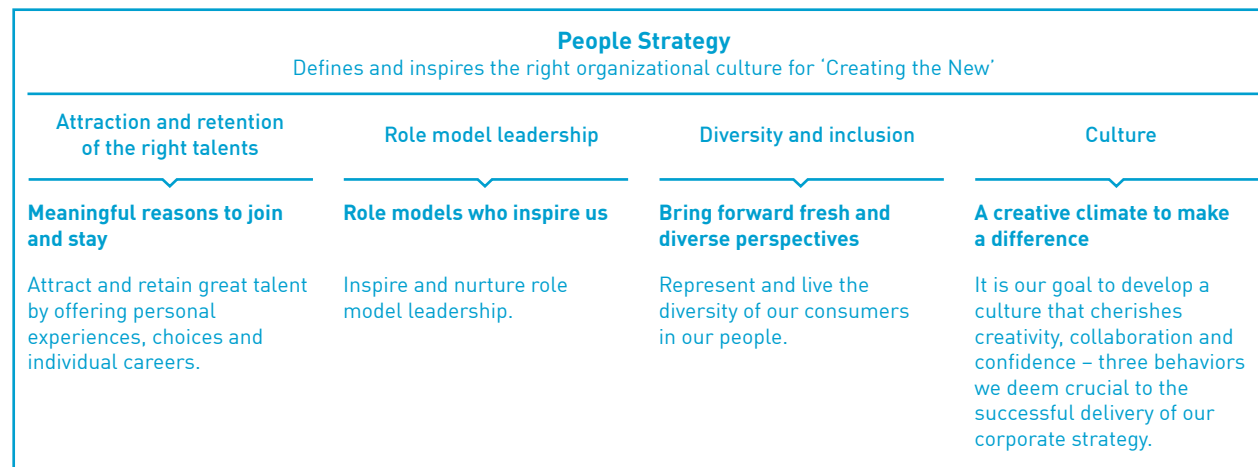 People Strategy
Defines and inspires the right organizational culture for ‘Creating the New’
Attraction and retention
of the right talents
Role model leadership
Diversity and inclusion
Culture
Meaningful reasons to join
and stay
Attract and retain great talent
by offering personal
experiences, choices and
individual careers.
Role models who inspire us
Inspire and nurture role
model leadership.
Bring forward fresh and
diverse perspectives
Represent and live the
diversity of our consumers
in our people.
A creative climate to make
a difference
It is our goal to develop a
culture that cherishes
creativity, collaboration and
confidence – three behaviors
we deem crucial to the
successful delivery of our
corporate strategy.